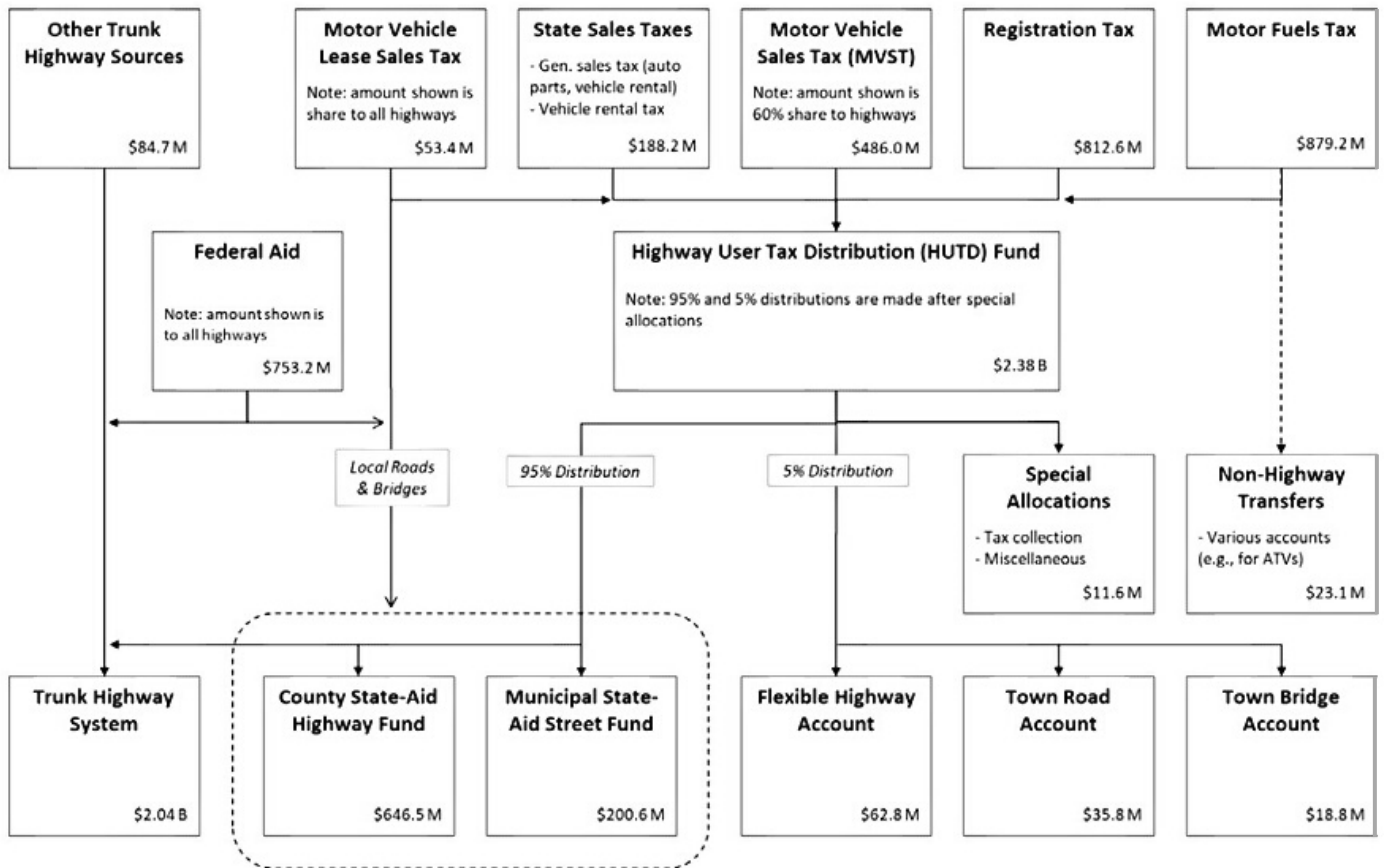 Other Trunk
Highway Sources
$84.7 M
Motor Vehicle
Lease Sales Tax
Note: amount shown is
share to all highways
$53.4 M
State Sales Taxes
- Gen. sales tax (auto
parts, vehicle rental)
- Vehicle rental tax
$188.2 M
Motor Vehicle
Sales Tax (MVST)
Note: amount shown is
60% share to highways
$486.0 M
Registration Tax
$812.6 M
Motor Fuels Tax
$879.2 M
Federal Aid
Note: amount shown is
to all highways
$753.2 M
Highway User Tax Distribution (HUTD) Fund
Note: 95% and 5% distributions are made after special
allocations
$2.38 B
Local Roads
& Bridges
95% Distribution
5% Distribution
Special
Allocations
- Tax collection
- Miscellaneous
$11.6 M
Non-Highway
Transfers
- Various accounts
(e.g., for ATVs)
$23.1 M
Trunk Highway
System
$2.04 B
County State-Aid
Highway Fund
$646.5 M
Municipal State-
Aid Street Fund
$200.6 M
Flexible Highway
Account
$62.8 M
Town Road
Account
$35.8 M
Town Bridge
Account
$18.8 M